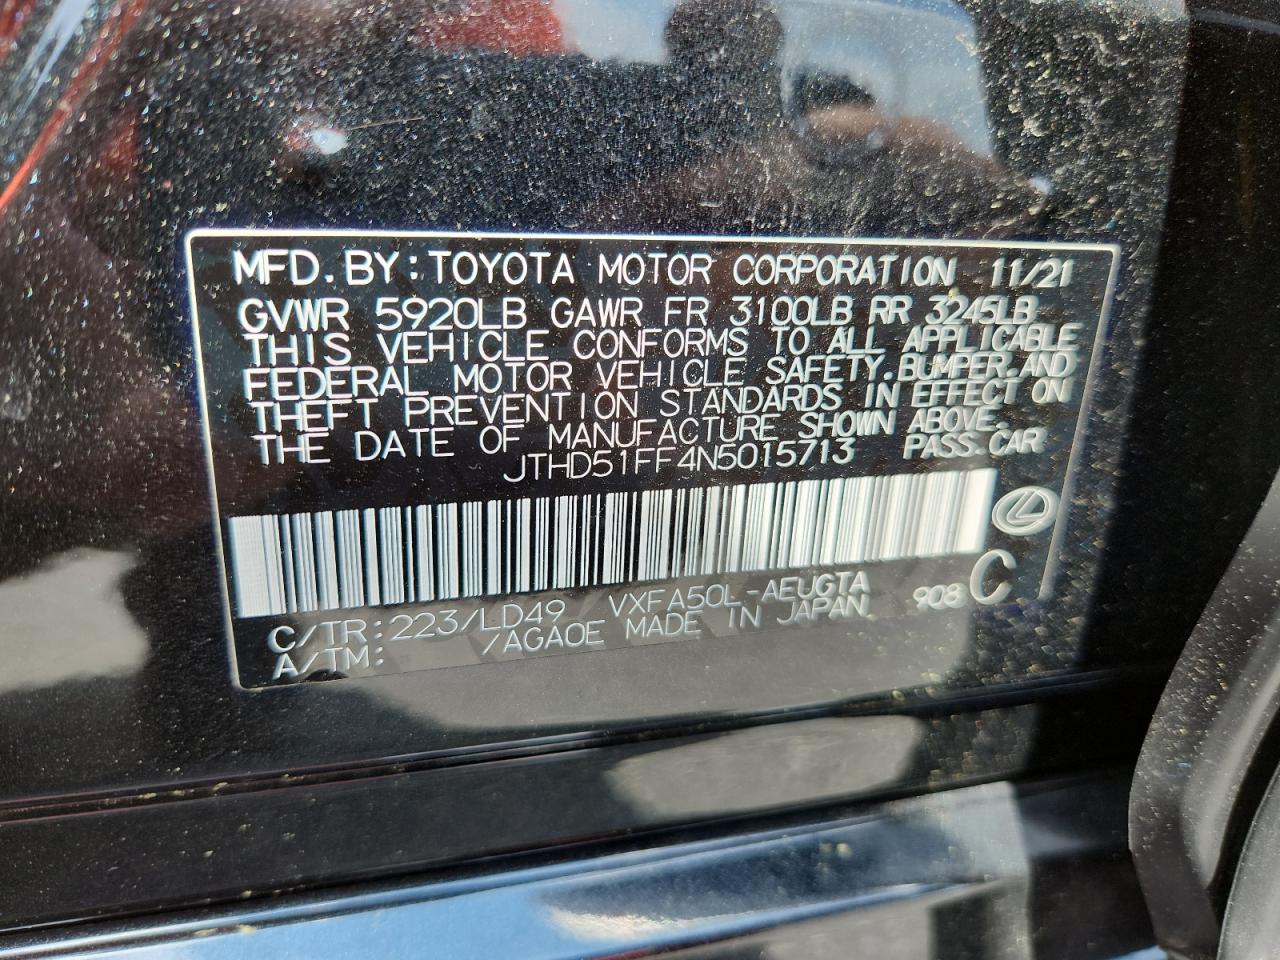 MFD. BY: TOYOTA MOTOR CORPORATION 11/21
GVWR 5920LB GAWR FR 3100LB RR 3245LB
THIS VEHICLE CONFORMS TO ALL APPLICABLE
FEDERAL MOTOR VEHICLE SAFETY, BUMPER, AND
THEFT PREVENTION STANDARDS IN EFFECT ON
THE DATE OF MANUFACTURE SHOWN ABOVE.
JTHD51FF4N5015713 PASS. CAR
C/TR: 223/LD49 VXFA50L-AEUGTA 908 C
A/TM: /AGA0E MADE IN JAPAN